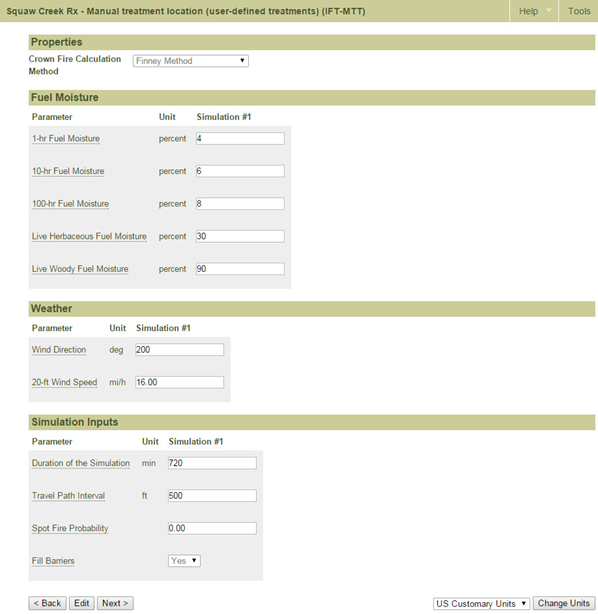 Squaw Creek Rx - Manual treatment location (user-defined treatments) (IFT-MTT) Help Tools
Properties
Crown Fire Calculation Method Finney Method
Fuel Moisture
Parameter Unit Simulation #1
1-hr Fuel Moisture percent 4
10-hr Fuel Moisture percent 6
100-hr Fuel Moisture percent 8
Live Herbaceous Fuel Moisture percent 30
Live Woody Fuel Moisture percent 90
Weather
Parameter Unit Simulation #1
Wind Direction deg 200
20-ft Wind Speed mi/h 16.00
Simulation Inputs
Parameter Unit Simulation #1
Duration of the Simulation min 720
Travel Path Interval ft 500
Spot Fire Probability 0.00
Fill Barriers Yes
< Back Edit Next > US Customary Units Change Units